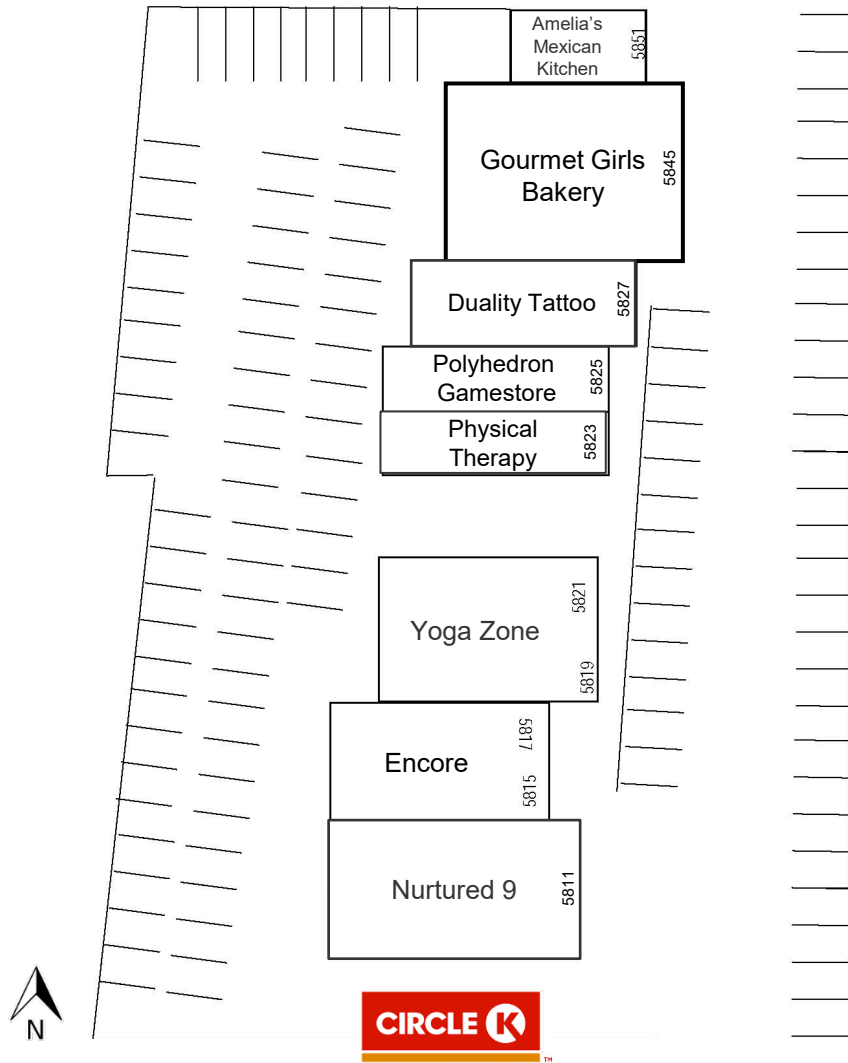 Amelia's
Mexican
Kitchen
5851
Gourmet Girls
Bakery
5845
Duality Tattoo
5827
Polyhedron
Gamestore
5825
Physical
Therapy
5823
5821
Yoga Zone
5819
5817
Encore
5815
Nurtured 9
5811
N
CIRCLE K
TM